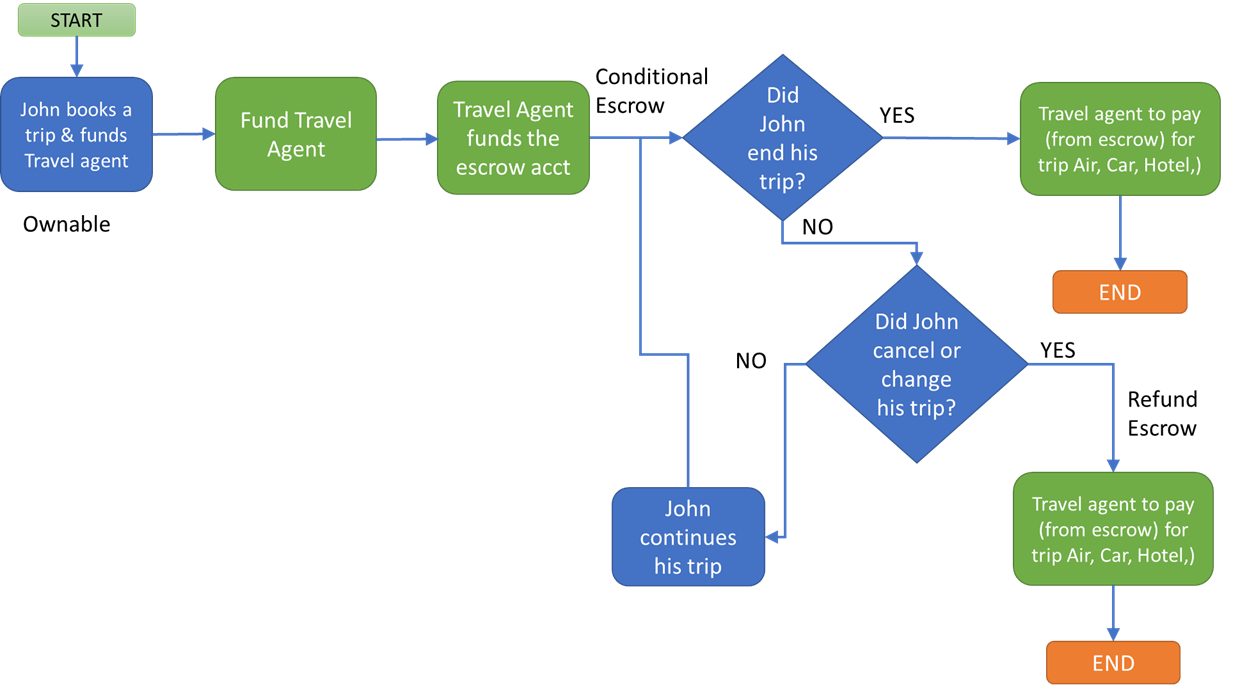 START
John books a
trip & funds
Travel agent
Ownable
Fund Travel
Agent
Travel Agent
funds the
escrow acct
Conditional
Escrow
Did
John
end his
trip?
YES
Travel agent to pay
(from escrow) for
trip Air, Car, Hotel,)
END
NO
Did John
cancel or
change
his trip?
NO
YES
Refund
Escrow
John
continues
his trip
Travel agent to pay
(from escrow) for
trip Air, Car, Hotel,)
END